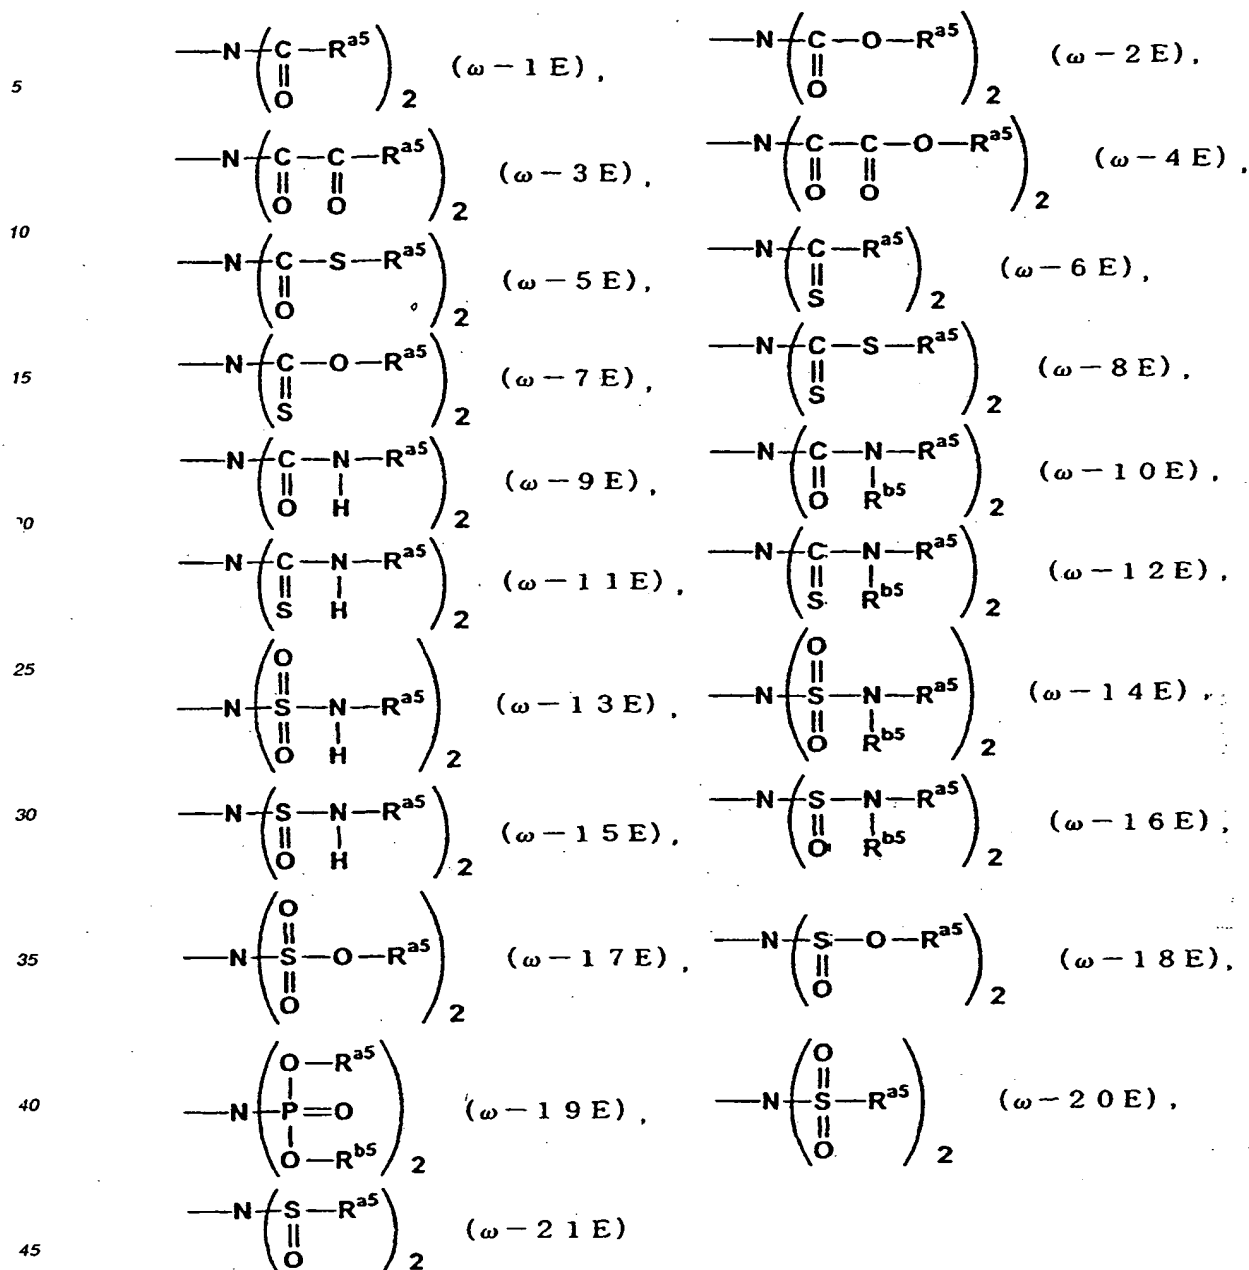 —N(C—R^a5)2 (ω-1E), —N(C—O—R^a5)2 (ω-2E),
5
O O
—N(C—C—R^a5)2 (ω-3E), —N(C—C—O—R^a5)2 (ω-4E),
O O O O
10
—N(C—S—R^a5)2 (ω-5E), —N(C—R^a5)2 (ω-6E),
O S
—N(C—O—R^a5)2 (ω-7E), —N(C—S—R^a5)2 (ω-8E),
15
S S
—N(C—N—R^a5)2 (ω-9E), —N(C—N—R^a5)2 (ω-10E),
O H O R^b5
20
—N(C—N—R^a5)2 (ω-11E), —N(C—N—R^a5)2 (ω-12E),
S H S R^b5
O O
25
—N(S—N—R^a5)2 (ω-13E), —N(S—N—R^a5)2 (ω-14E),
O H O R^b5
30
—N(S—N—R^a5)2 (ω-15E), —N(S—N—R^a5)2 (ω-16E),
O H O R^b5
O
35
—N(S—O—R^a5)2 (ω-17E), —N(S—O—R^a5)2 (ω-18E),
O O
O—R^a5 O
40
—N(P=O)2 (ω-19E), —N(S—R^a5)2 (ω-20E),
O—R^b5 O
—N(S—R^a5)2 (ω-21E)
45
O